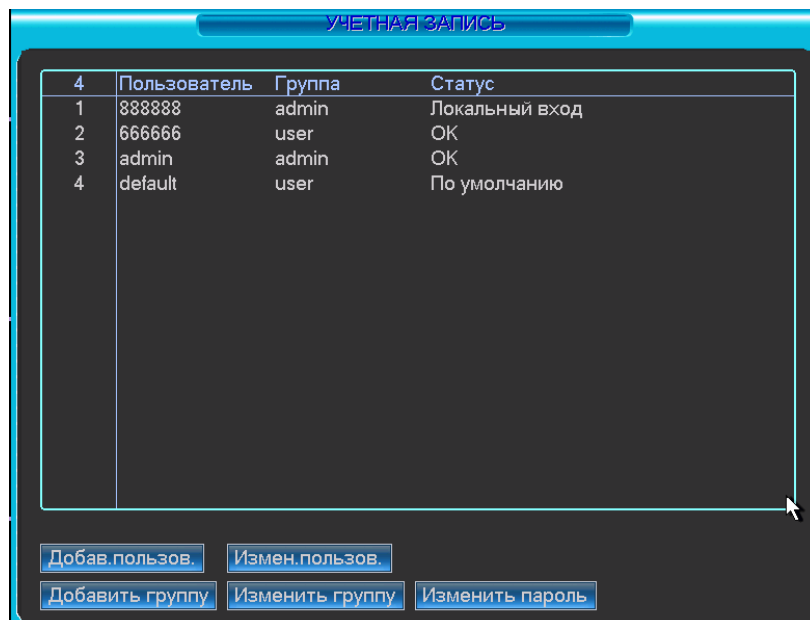 УЧЕТНАЯ ЗАПИСЬ
4 Пользователь Группа Статус
1 888888 admin Локальный вход
2 666666 user OK
3 admin admin OK
4 default user По умолчанию
Добав.пользов. Измен.пользов.
Добавить группу Изменить группу Изменить пароль